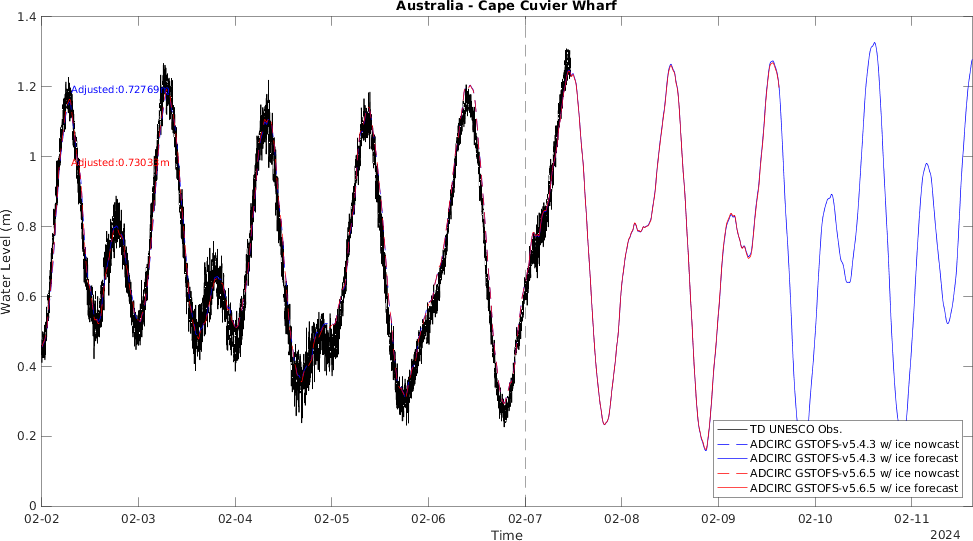 Australia - Cape Cuvier Wharf
1.4
1.2
1
0.8
0.6
0.4
0.2
0
Water Level (m)
Adjusted:0.72769
Adjusted:0.7303 m
02-02
02-03
02-04
02-05
02-06
02-07
02-08
02-09
02-10
02-11
Time
2024
TD UNESCO Obs.
ADCIRC GSTOFS-v5.4.3 w/ ice nowcast
ADCIRC GSTOFS-v5.4.3 w/ ice forecast
ADCIRC GSTOFS-v5.6.5 w/ ice nowcast
ADCIRC GSTOFS-v5.6.5 w/ ice forecast